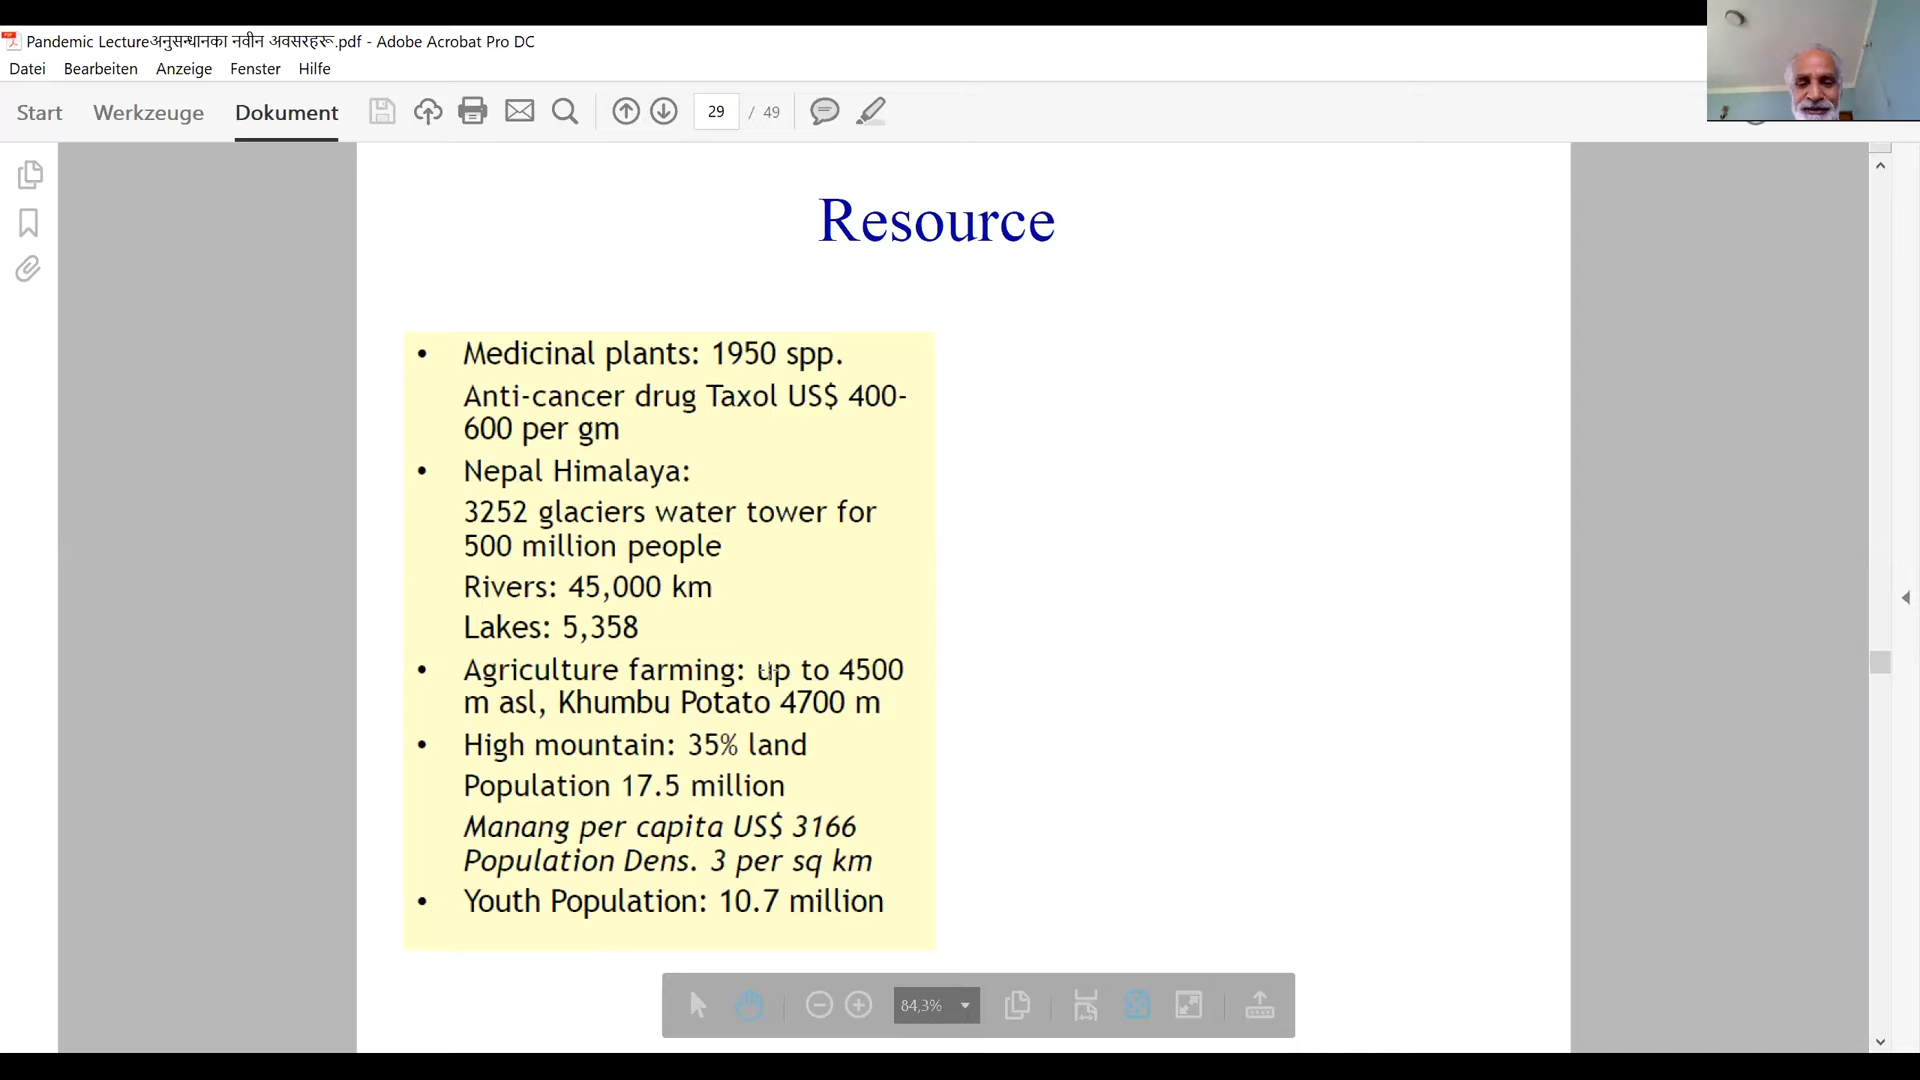 Pandemic Lectureअनुसन्धानका नवीन अवसरहरू.pdf - Adobe Acrobat Pro DC
Datei Bearbeiten Anzeige Fenster Hilfe
Start Werkzeuge Dokument 29 / 49
Resource
• Medicinal plants: 1950 spp.
Anti-cancer drug Taxol US$ 400-
600 per gm
• Nepal Himalaya:
3252 glaciers water tower for
500 million people
Rivers: 45,000 km
Lakes: 5,358
• Agriculture farming: up to 4500
m asl, Khumbu Potato 4700 m
• High mountain: 35% land
Population 17.5 million
Manang per capita US$ 3166
Population Dens. 3 per sq km
• Youth Population: 10.7 million
84,3%